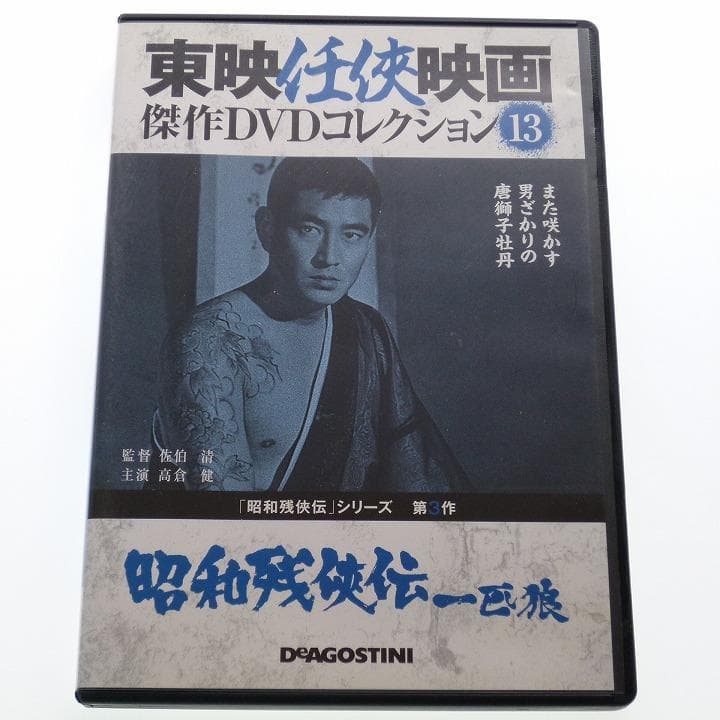 東映任侠映画
傑作DVDコレクション 13
また咲かす
男ざかりの
唐獅子牡丹
監督 佐伯 清
主演 高倉 健
「昭和残侠伝」シリーズ 第3作
昭和残侠伝 一匹狼
DeAGOSTINI